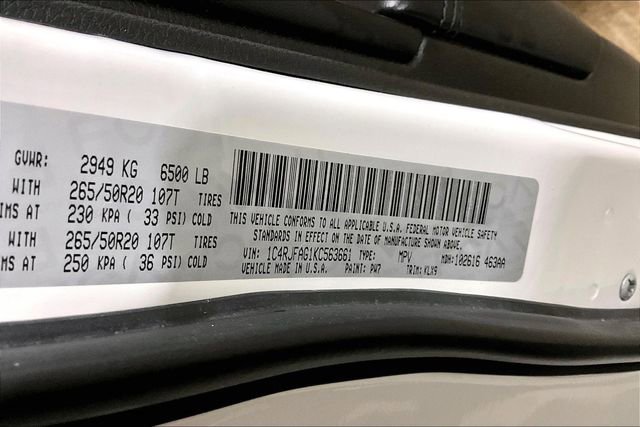 GVWR: 2949 KG 6500 LB
WITH 265/50R20 107T TIRES
IMS AT 230 KPA ( 33 PSI) COLD
WITH 265/50R20 107T TIRES
RIMS AT 250 KPA ( 36 PSI) COLD
THIS VEHICLE CONFORMS TO ALL APPLICABLE U.S.A. FEDERAL MOTOR VEHICLE SAFETY
STANDARDS IN EFFECT ON THE DATE OF MANUFACTURE SHOWN ABOVE.
VIN: 1C4RJFAG1KC563661 TYPE: MPV MDH: 102616 463AA
VEHICLE MADE IN U.S.A. PAINT: PW7 TRIM: KLX9